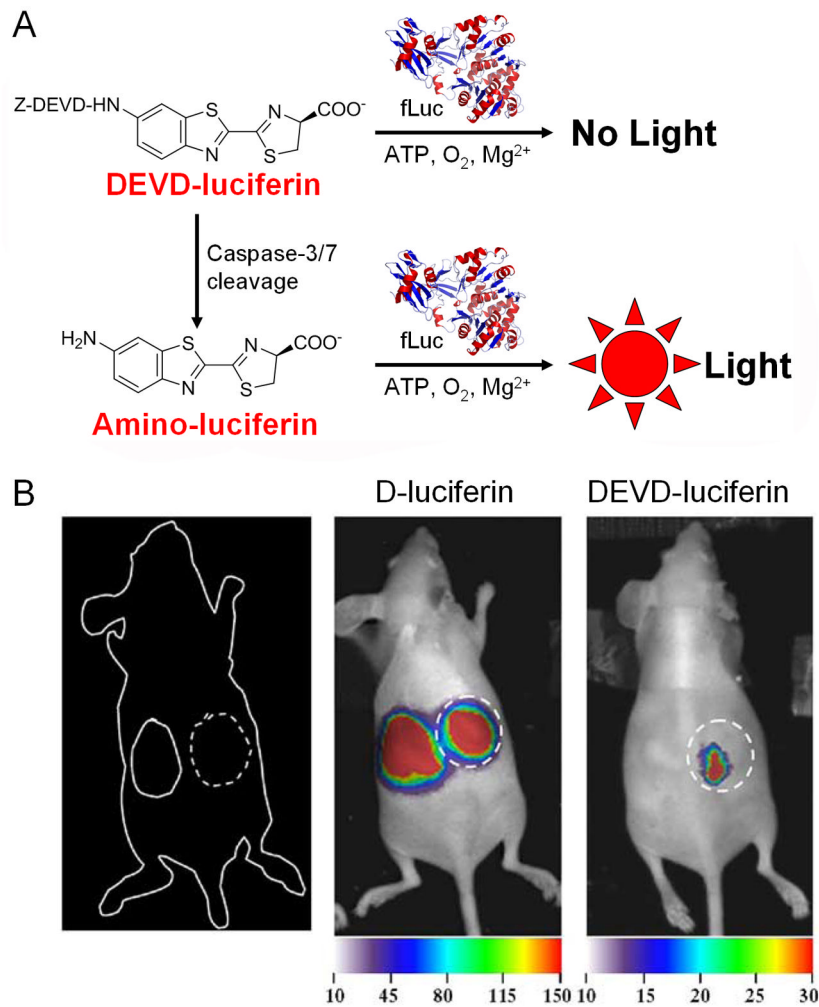 A
Z-DEVD-HN
S
N
N
S
COO⁻
DEVD-luciferin
fLuc
ATP, O₂, Mg²⁺
No Light
Caspase-3/7
cleavage
H₂N
S
N
N
S
COO⁻
Amino-luciferin
fLuc
ATP, O₂, Mg²⁺
Light
B
D-luciferin
DEVD-luciferin
10 45 80 115 150
10 15 20 25 30